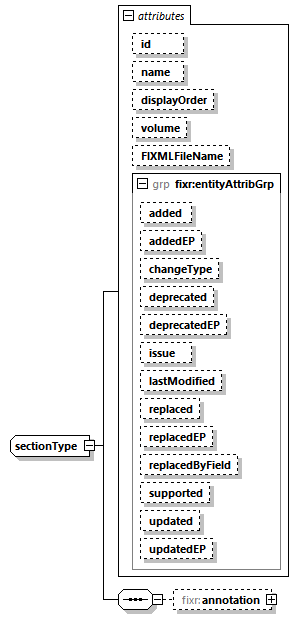 attributes
id
name
displayOrder
volume
FIXMLFileName
grp fixr:entityAttribGrp
added
addedEP
changeType
deprecated
deprecatedEP
issue
lastModified
replaced
replacedEP
replacedByField
supported
updated
updatedEP
sectionType
fixr:annotation